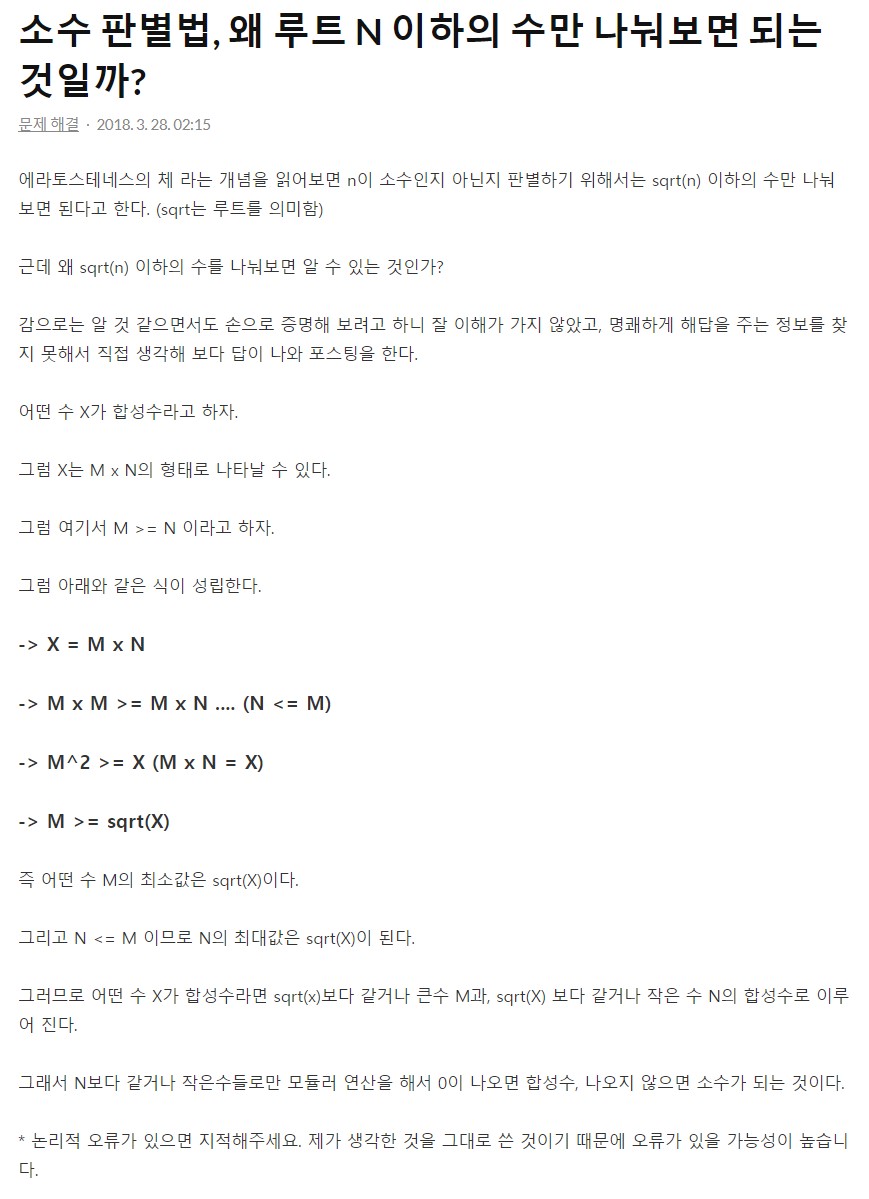 소수 판별법, 왜 루트 N 이하의 수만 나눠보면 되는
것일까?
문제 해결 · 2018. 3. 28. 02:15
에라토스테네스의 체 라는 개념을 읽어보면 n이 소수인지 아닌지 판별하기 위해서는 sqrt(n) 이하의 수만 나눠
보면 된다고 한다. (sqrt는 루트를 의미함)
근데 왜 sqrt(n) 이하의 수를 나눠보면 알 수 있는 것인가?
감으로는 알 것 같으면서도 손으로 증명해 보려고 하니 잘 이해가 가지 않았고, 명쾌하게 해답을 주는 정보를 찾
지 못해서 직접 생각해 보다 답이 나와 포스팅을 한다.
어떤 수 X가 합성수라고 하자.
그럼 X는 M x N의 형태로 나타날 수 있다.
그럼 여기서 M >= N 이라고 하자.
그럼 아래와 같은 식이 성립한다.
-> X = M x N
-> M x M >= M x N .... (N <= M)
-> M^2 >= X (M x N = X)
-> M >= sqrt(X)
즉 어떤 수 M의 최소값은 sqrt(X)이다.
그리고 N <= M 이므로 N의 최대값은 sqrt(X)이 된다.
그러므로 어떤 수 X가 합성수라면 sqrt(x)보다 같거나 큰수 M과, sqrt(X) 보다 같거나 작은 수 N의 합성수로 이루
어 진다.
그래서 N보다 같거나 작은수들로만 모듈러 연산을 해서 0이 나오면 합성수, 나오지 않으면 소수가 되는 것이다.
* 논리적 오류가 있으면 지적해주세요. 제가 생각한 것을 그대로 쓴 것이기 때문에 오류가 있을 가능성이 높습니
다.